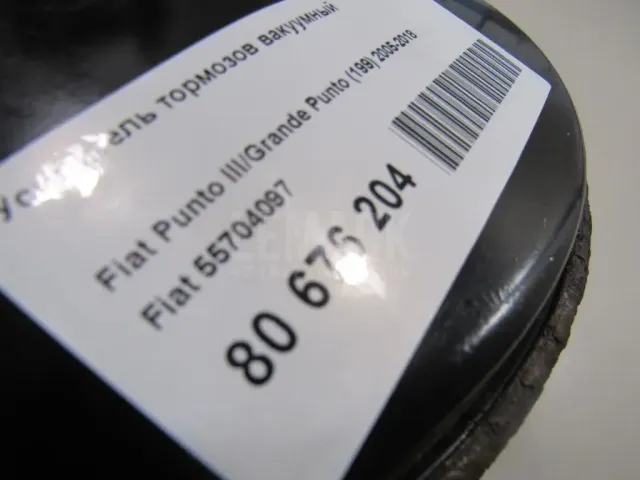 тормозов вакуумный
Fiat Punto III/Grande Punto (199) 2005-2018
Fiat 55704097
80 676 204